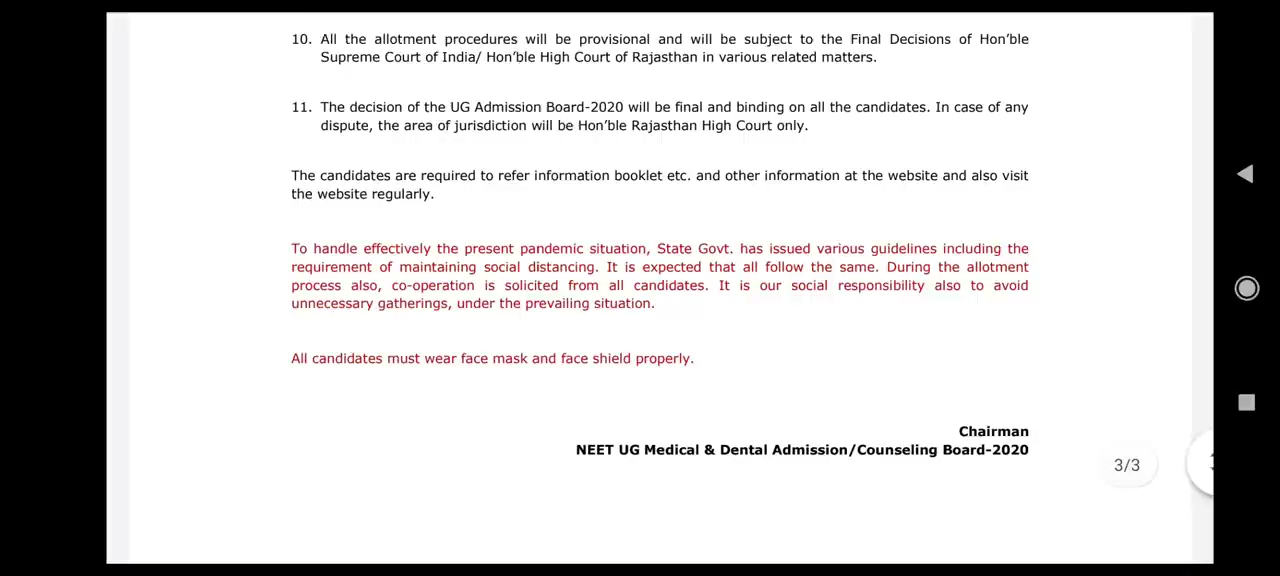 10. All the allotment procedures will be provisional and will be subject to the Final Decisions of Hon'ble
Supreme Court of India/ Hon'ble High Court of Rajasthan in various related matters.
11. The decision of the UG Admission Board-2020 will be final and binding on all the candidates. In case of any
dispute, the area of jurisdiction will be Hon'ble Rajasthan High Court only.
The candidates are required to refer information booklet etc. and other information at the website and also visit
the website regularly.
To handle effectively the present pandemic situation, State Govt. has issued various guidelines including the
requirement of maintaining social distancing. It is expected that all follow the same. During the allotment
process also, co-operation is solicited from all candidates. It is our social responsibility also to avoid
unnecessary gatherings, under the prevailing situation.
All candidates must wear face mask and face shield properly.
Chairman
NEET UG Medical & Dental Admission/Counseling Board-2020
3/3